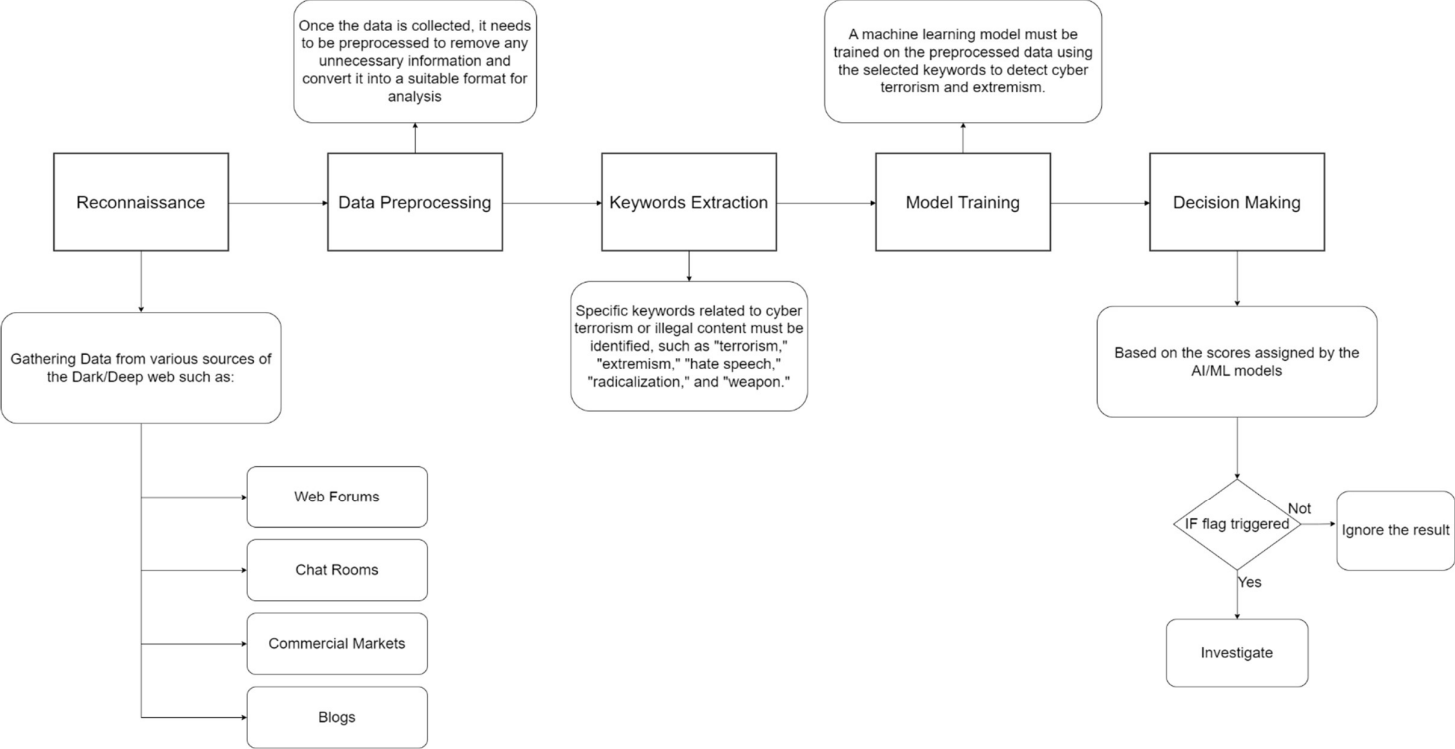 Once the data is collected, it needs
to be preprocessed to remove any
unnecessary information and
convert it into a suitable format for
analysis
A machine learning model must be
trained on the preprocessed data using
the selected keywords to detect cyber
terrorism and extremism.
Reconnaissance
Data Preprocessing
Keywords Extraction
Model Training
Decision Making
Gathering Data from various sources of
the Dark/Deep web such as:
Specific keywords related to cyber
terrorism or illegal content must be
identified, such as "terrorism,"
"extremism," "hate speech,"
"radicalization," and "weapon."
Based on the scores assigned by the
AI/ML models
Web Forums
Chat Rooms
Commercial Markets
Blogs
IF flag triggered
Not
Ignore the result
Yes
Investigate